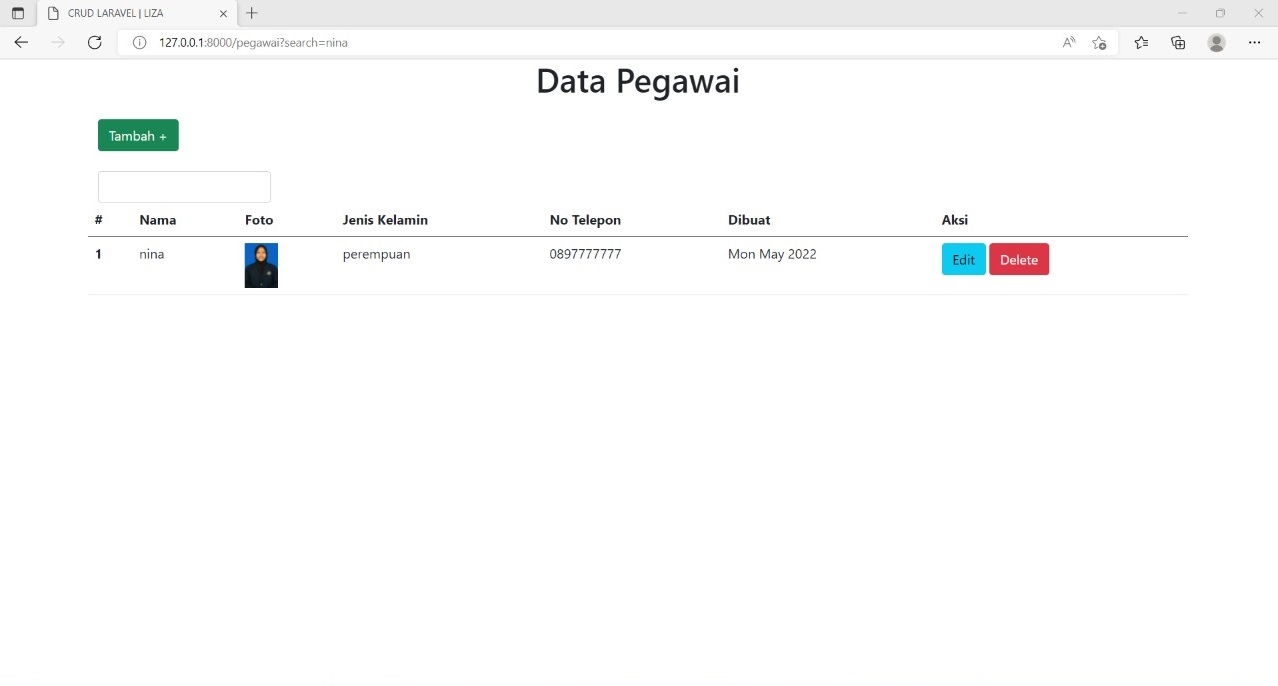 CRUD LARAVEL | LIZA
127.0.0.1:8000/pegawai?search=nina
Data Pegawai
Tambah +
# Nama Foto Jenis Kelamin No Telepon Dibuat Aksi
1 nina perempuan 0897777777 Mon May 2022 Edit Delete